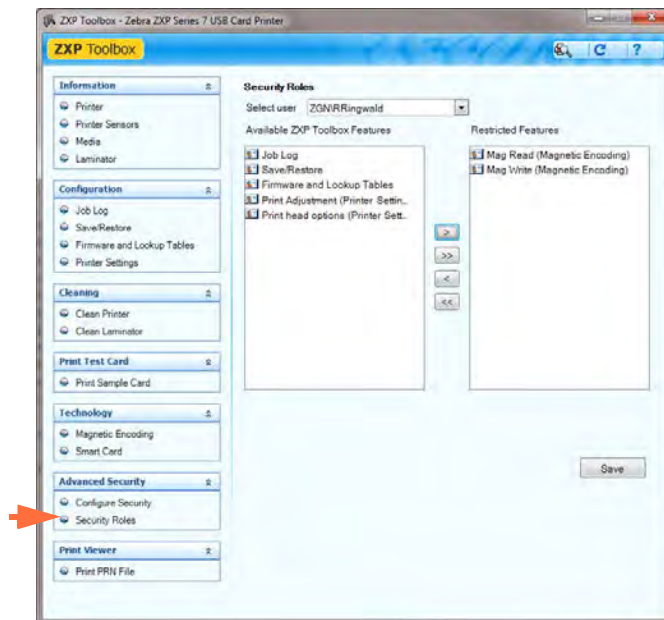 ZXP Toolbox - Zebra ZXP Series 7 USB Card Printer
ZXP Toolbox
?
Information
Printer
Printer Sensors
Media
Laminator
Configuration
Job Log
Save/Restore
Firmware and Lookup Tables
Printer Settings
Cleaning
Clean Printer
Clean Laminator
Print Test Card
Print Sample Card
Technology
Magnetic Encoding
Smart Card
Advanced Security
Configure Security
Security Roles
Print Viewer
Print PRN File
Security Roles
Select user ZGN\RRingwald
Available ZXP Toolbox Features
Job Log
Save/Restore
Firmware and Lookup Tables
Print Adjustment (Printer Settin...
Print head options (Printer Sett...
>
>>
<
<<
Restricted Features
Mag Read (Magnetic Encoding)
Mag Write (Magnetic Encoding)
Save